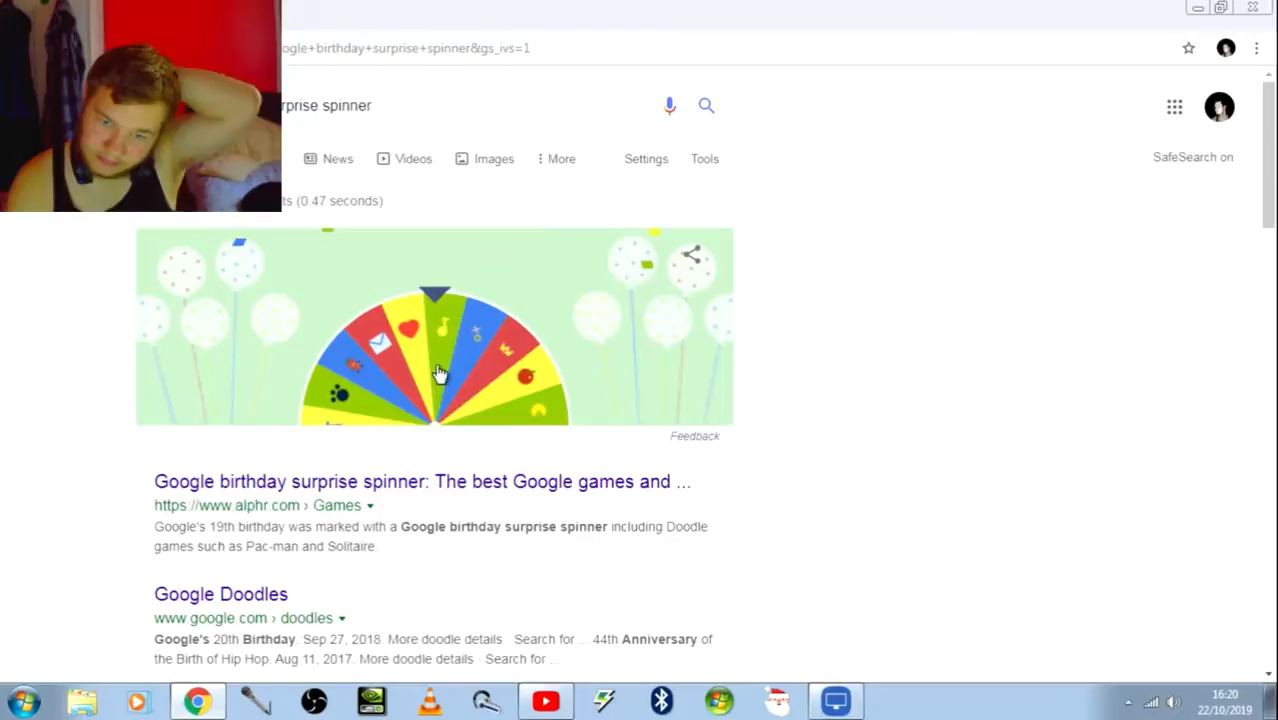 ogle+birthday+surprise+spinner&gs_ivs=1
rprise spinner
News Videos Images More Settings Tools
SafeSearch on
ts (0.47 seconds)
Feedback
Google birthday surprise spinner: The best Google games and ...
https://www.alphr.com › Games
Google's 19th birthday was marked with a Google birthday surprise spinner including Doodle
games such as Pac-man and Solitaire.
Google Doodles
www.google.com › doodles
Google's 20th Birthday. Sep 27, 2018. More doodle details · Search for ... 44th Anniversary of
the Birth of Hip Hop. Aug 11, 2017. More doodle details · Search for ...
16:20
22/10/2019